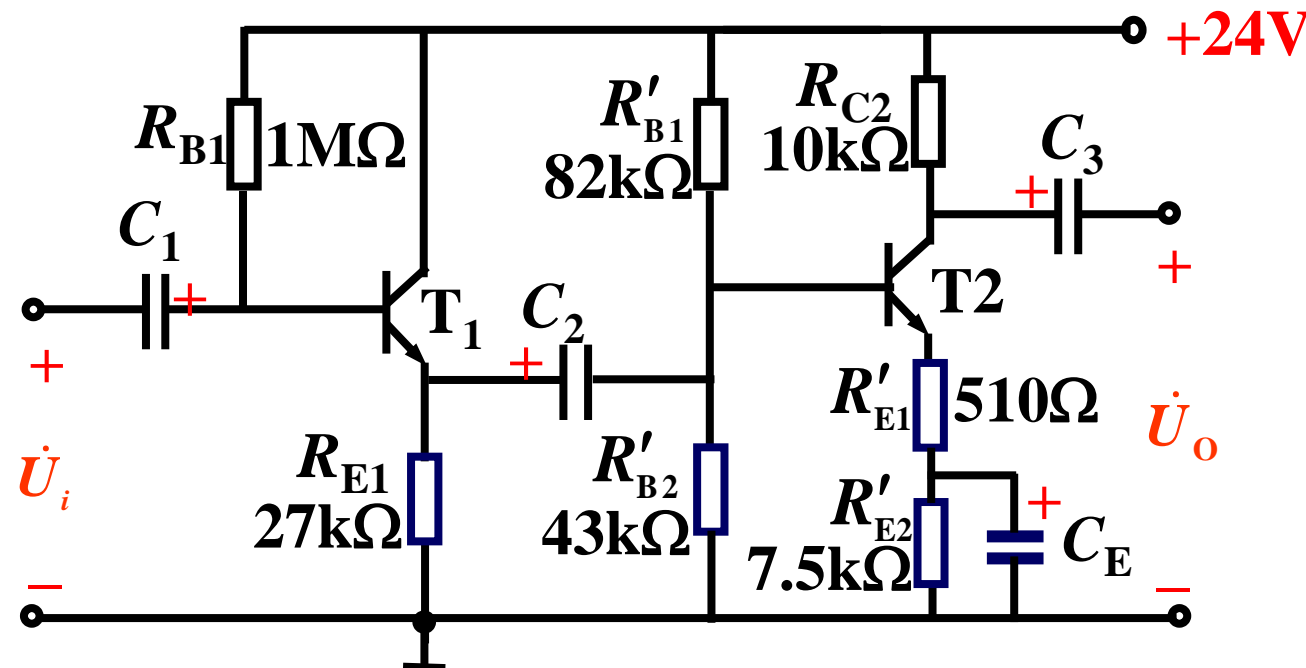 +24V
R_B1
1MΩ
R'_B1
82kΩ
R_C2
10kΩ
C_3
+
C_1
+
+
T_1
T2
C_2
+
+
R'_E1
510Ω
U̇_O
U̇_i
R_E1
27kΩ
R'_B2
43kΩ
R'_E2
7.5kΩ
+
C_E
−
−